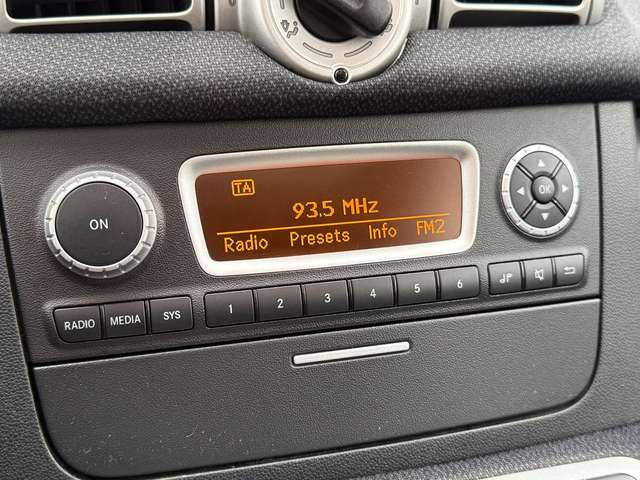 TA
93.5 MHz
Radio Presets Info FM2
ON
OK
RADIO MEDIA SYS
1 2 3 4 5 6